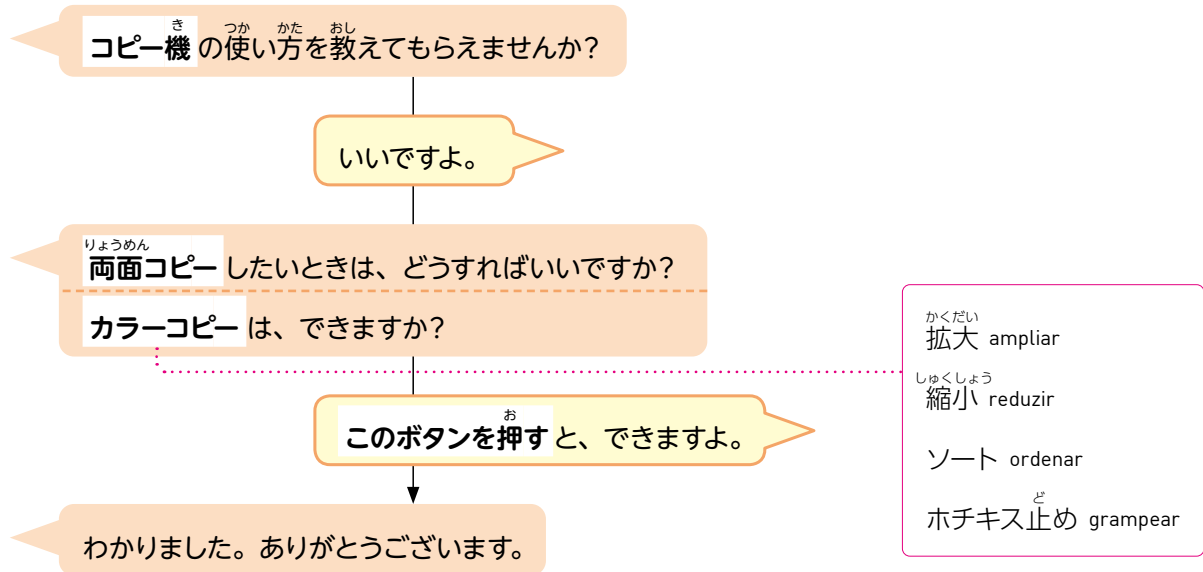 き つか かた おし
コピー機の使い方を教えてもらえませんか？
いいですよ。
りょうめん
両面コピーしたいときは、どうすればいいですか？
カラーコピーは、できますか？
お
このボタンを押すと、できますよ。
わかりました。ありがとうございます。
かくだい
拡大 ampliar
しゅくしょう
縮小 reduzir
ソート ordenar
ど
ホチキス止め grampear